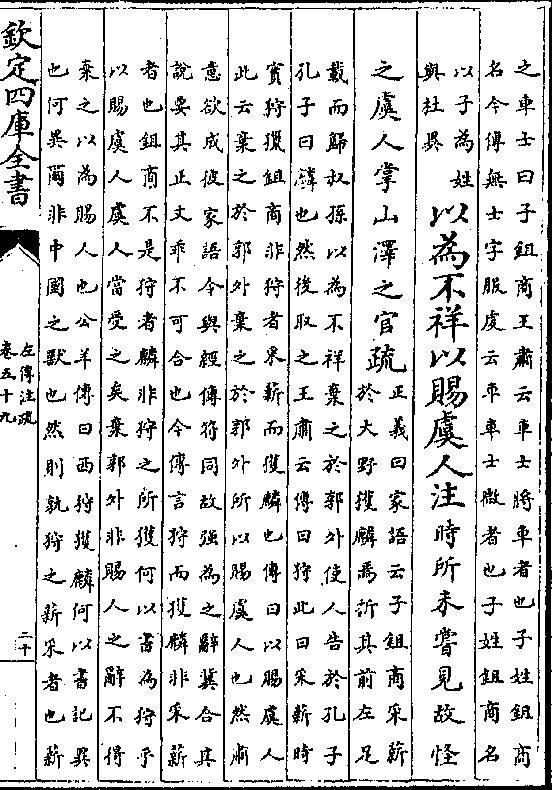 之車士曰子鉏商王肅云車士將車者也子姓鉏商
名今傳無士字服虔云車車士微者也子姓鉏商名
以子為姓
與杜異
以為不祥以賜虞人注時所未嘗見故怪
之虞人掌山澤之官疏
正義曰家語云子鉏商采薪
於大野獲麟焉折其前左足
載而歸叔孫以為不祥棄之於郭外使人告於孔子
孔子曰麟也然後取之王肅云傳曰狩此曰采薪時
實狩獵鉏商非狩者采薪而獲麟也傳曰以賜虞人
此云棄之於郭外棄之於郭外所以賜虞人也然肅
意欲成彼家語令與經傳符同故強為之辭冀合其
說要其正文乖不可合也今傳言狩而獲麟非采薪
者也鉏商不是狩者麟非狩之所獲何以書為狩乎
以賜虞人虞人當受之矣棄郭外非賜人之辭不得
棄之以為賜人也公羊傳曰西狩獲麟何以書記異
也何異爾非中國之獸也然則孰狩之薪采者也薪
欽定四庫全書
左傳注疏
卷五十九
二十